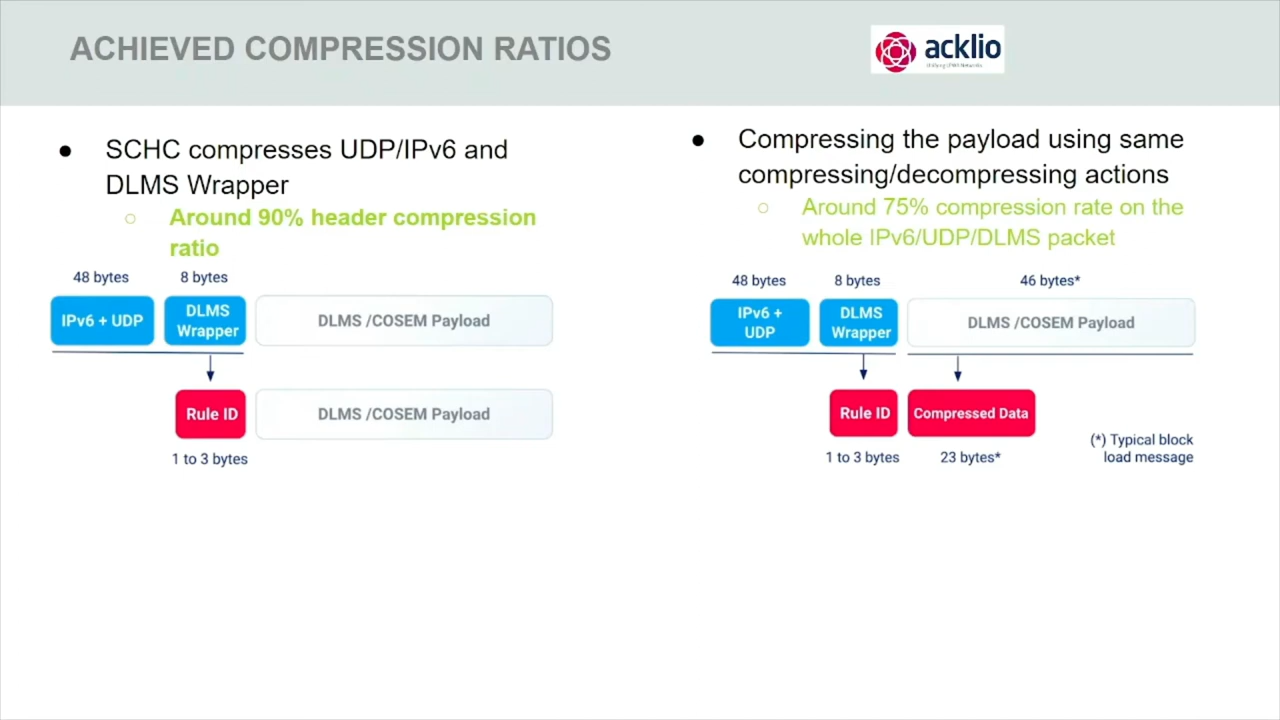 ACHIEVED COMPRESSION RATIOS
acklio
● SCHC compresses UDP/IPv6 and
DLMS Wrapper
○ Around 90% header compression
ratio
48 bytes
8 bytes
IPv6 + UDP
DLMS
Wrapper
DLMS /COSEM Payload
Rule ID
DLMS /COSEM Payload
1 to 3 bytes
● Compressing the payload using same
compressing/decompressing actions
○ Around 75% compression rate on the
whole IPv6/UDP/DLMS packet
48 bytes
8 bytes
46 bytes*
IPv6 +
UDP
DLMS
Wrapper
DLMS /COSEM Payload
Rule ID
Compressed Data
1 to 3 bytes
23 bytes*
(*) Typical block
load message